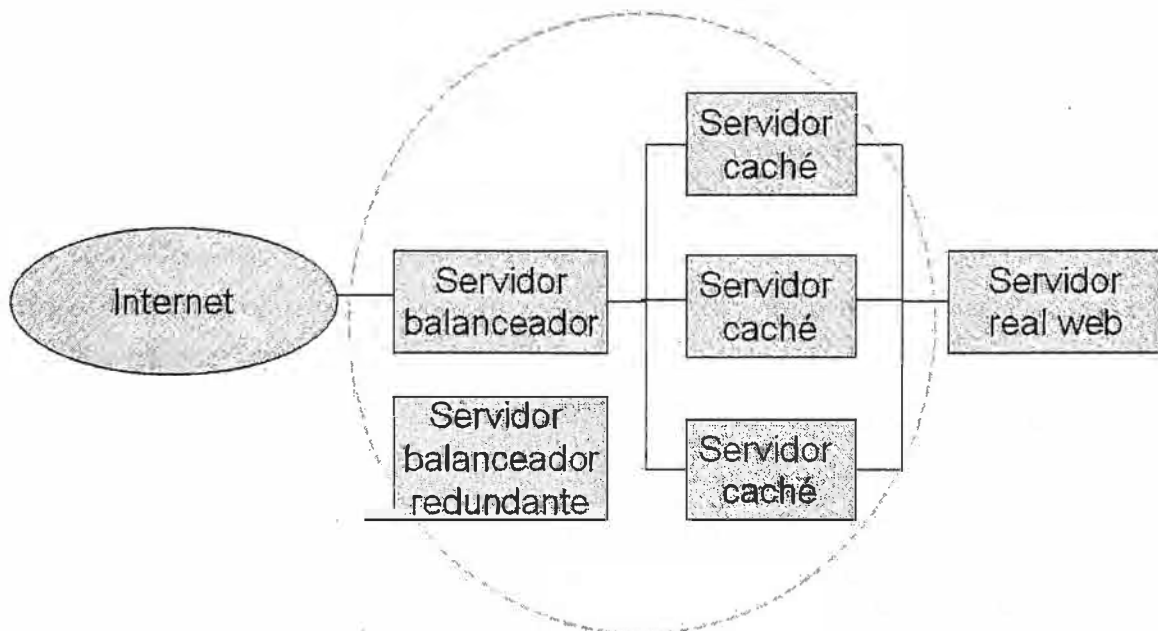 Servidor
caché
Internet
Servidor
balanceador
Servidor
caché
Servidor
real web
Servidor
balanceador
redundante
Servidor
caché